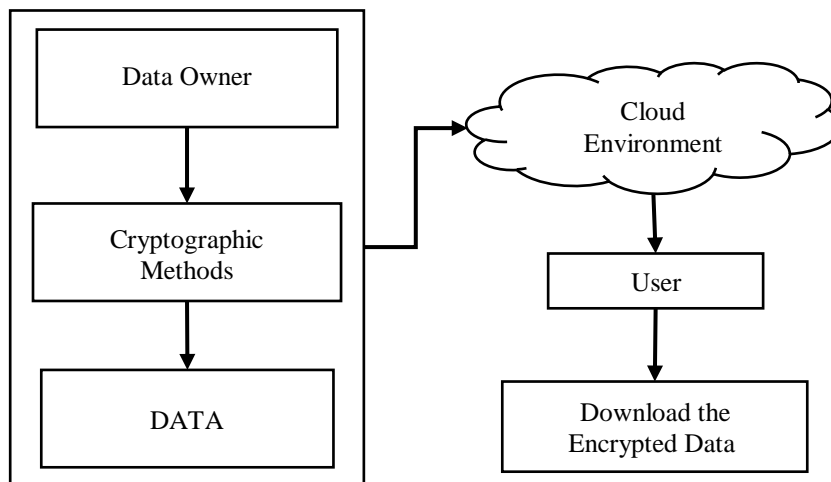 Data Owner
Cryptographic
Methods
DATA
Cloud
Environment
User
Download the
Encrypted Data